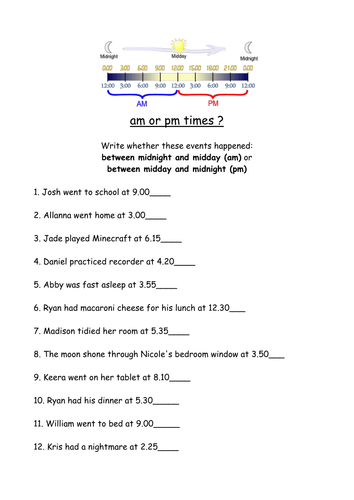 Midnight Midday Midnight
0.00 3.00 6.00 9.00 12.00 15.00 18.00 21.00 0.00
12:00 3:00 6:00 9:00 12:00 3:00 6:00 9:00 12:00
AM PM
am or pm times ?
Write whether these events happened:
between midnight and midday (am) or
between midday and midnight (pm)
1. Josh went to school at 9.00____
2. Allanna went home at 3.00____
3. Jade played Minecraft at 6.15____
4. Daniel practiced recorder at 4.20____
5. Abby was fast asleep at 3.55____
6. Ryan had macaroni cheese for his lunch at 12.30___
7. Madison tidied her room at 5.35____
8. The moon shone through Nicole's bedroom window at 3.50___
9. Keera went on her tablet at 8.10____
10. Ryan had his dinner at 5.30_____
11. William went to bed at 9.00_____
12. Kris had a nightmare at 2.25____